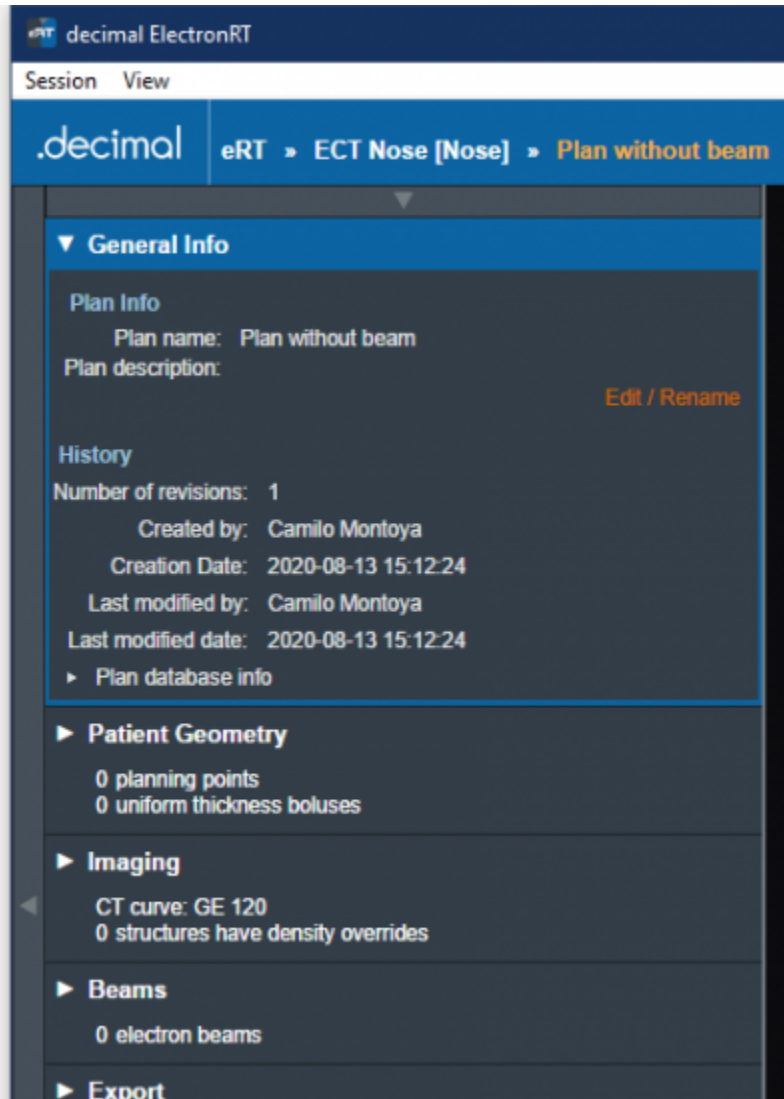 eRT decimal ElectronRT
Session View
.decimal eRT » ECT Nose [Nose] » Plan without beam
General Info
Plan Info
Plan name: Plan without beam
Plan description:
Edit / Rename
History
Number of revisions: 1
Created by: Camilo Montoya
Creation Date: 2020-08-13 15:12:24
Last modified by: Camilo Montoya
Last modified date: 2020-08-13 15:12:24
Plan database info
Patient Geometry
0 planning points
0 uniform thickness boluses
Imaging
CT curve: GE 120
0 structures have density overrides
Beams
0 electron beams
Export